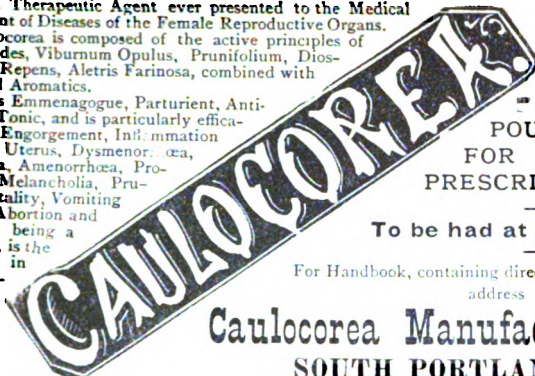 Therapeutic Agent ever presented to the Medical
nt of Diseases of the Female Reproductive Organs.
ocorea is composed of the active principles of
des, Viburnum Opulus, Prunifolium, Dios-
Repens, Aletris Farinosa, combined with
Aromatics.
s Emmenagogue, Parturient, Anti-
Tonic, and is particularly effica-
Engorgement, Inflammation
Uterus, Dysmenor œa,
a, Amenorrhœa, Pro-
Melancholia, Pru-
tality, Vomiting
Abortion and
being a
, is the
in
CAULOCOREA.
POU
FOR
PRESCRI
To be had at
For Handbook, containing dire
address
Caulocorea Manufa
SOUTH PORTLA